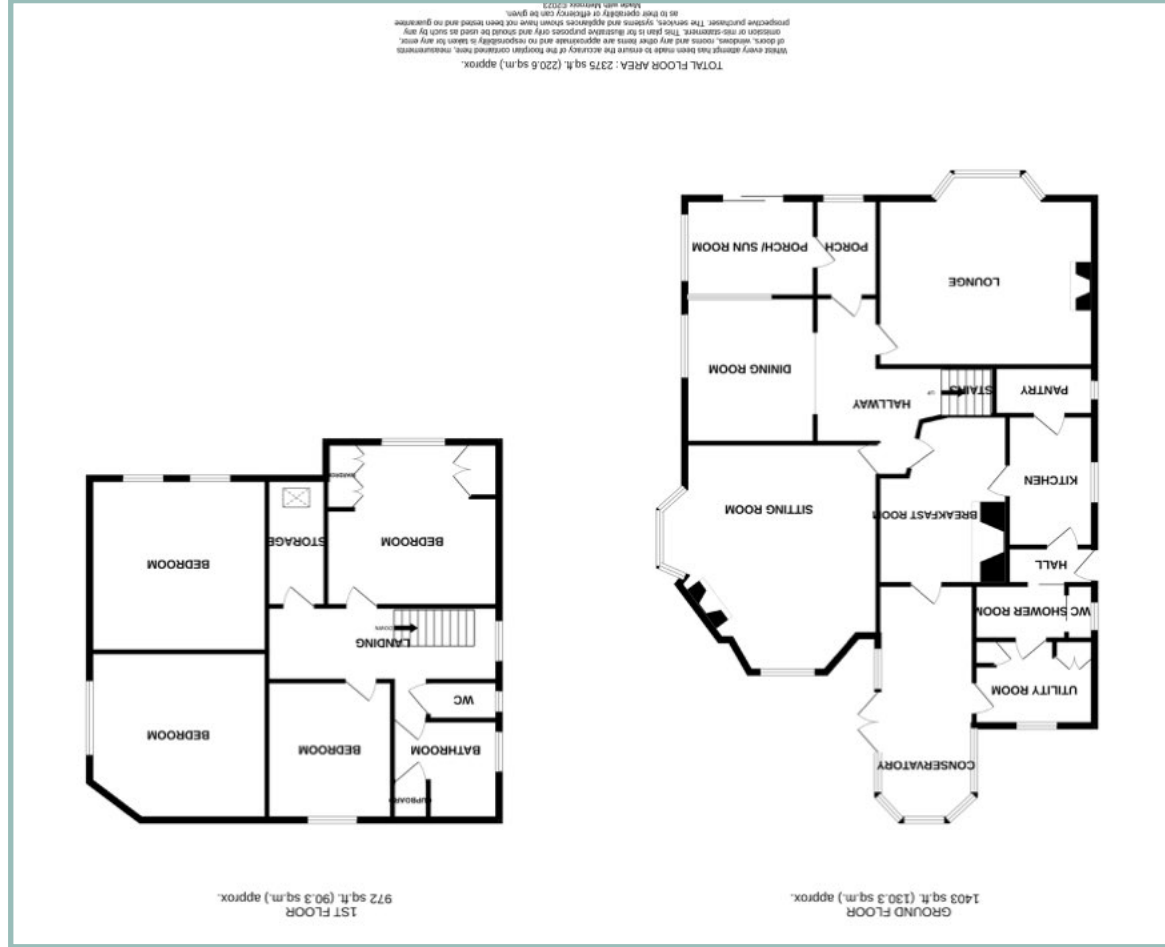 GROUND FLOOR
1403 sq.ft. (130.3 sq.m.) approx.
1ST FLOOR
972 sq.ft. (90.3 sq.m.) approx.
CONSERVATORY
UTILITY ROOM
SHOWER ROOM
WC
HALL
BREAKFAST ROOM
KITCHEN
SITTING ROOM
PANTRY
STAIRS
UP
HALLWAY
DINING ROOM
LOUNGE
PORCH
PORCH/ SUN ROOM
CUPBOARD
BATHROOM
BEDROOM
BEDROOM
WC
LANDING
DOWN
BEDROOM
STORAGE
BEDROOM
TOTAL FLOOR AREA : 2375 sq.ft. (220.6 sq.m.) approx.
Whilst every attempt has been made to ensure the accuracy of the floorplan contained here, measurements
of doors, windows, rooms and any other items are approximate and no responsibility is taken for any error,
omission or mis-statement. This plan is for illustrative purposes only and should be used as such by any
prospective purchaser. The services, systems and appliances shown have not been tested and no guarantee
as to their operability or efficiency can be given.
Made with Metropix ©2023